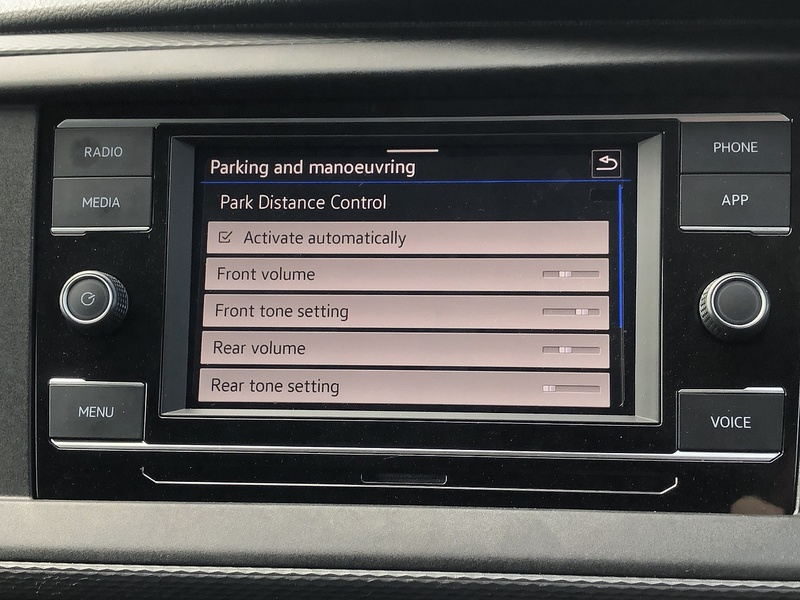 RADIO
MEDIA
MENU
Parking and manoeuvring
Park Distance Control
Activate automatically
Front volume
Front tone setting
Rear volume
Rear tone setting
PHONE
APP
VOICE